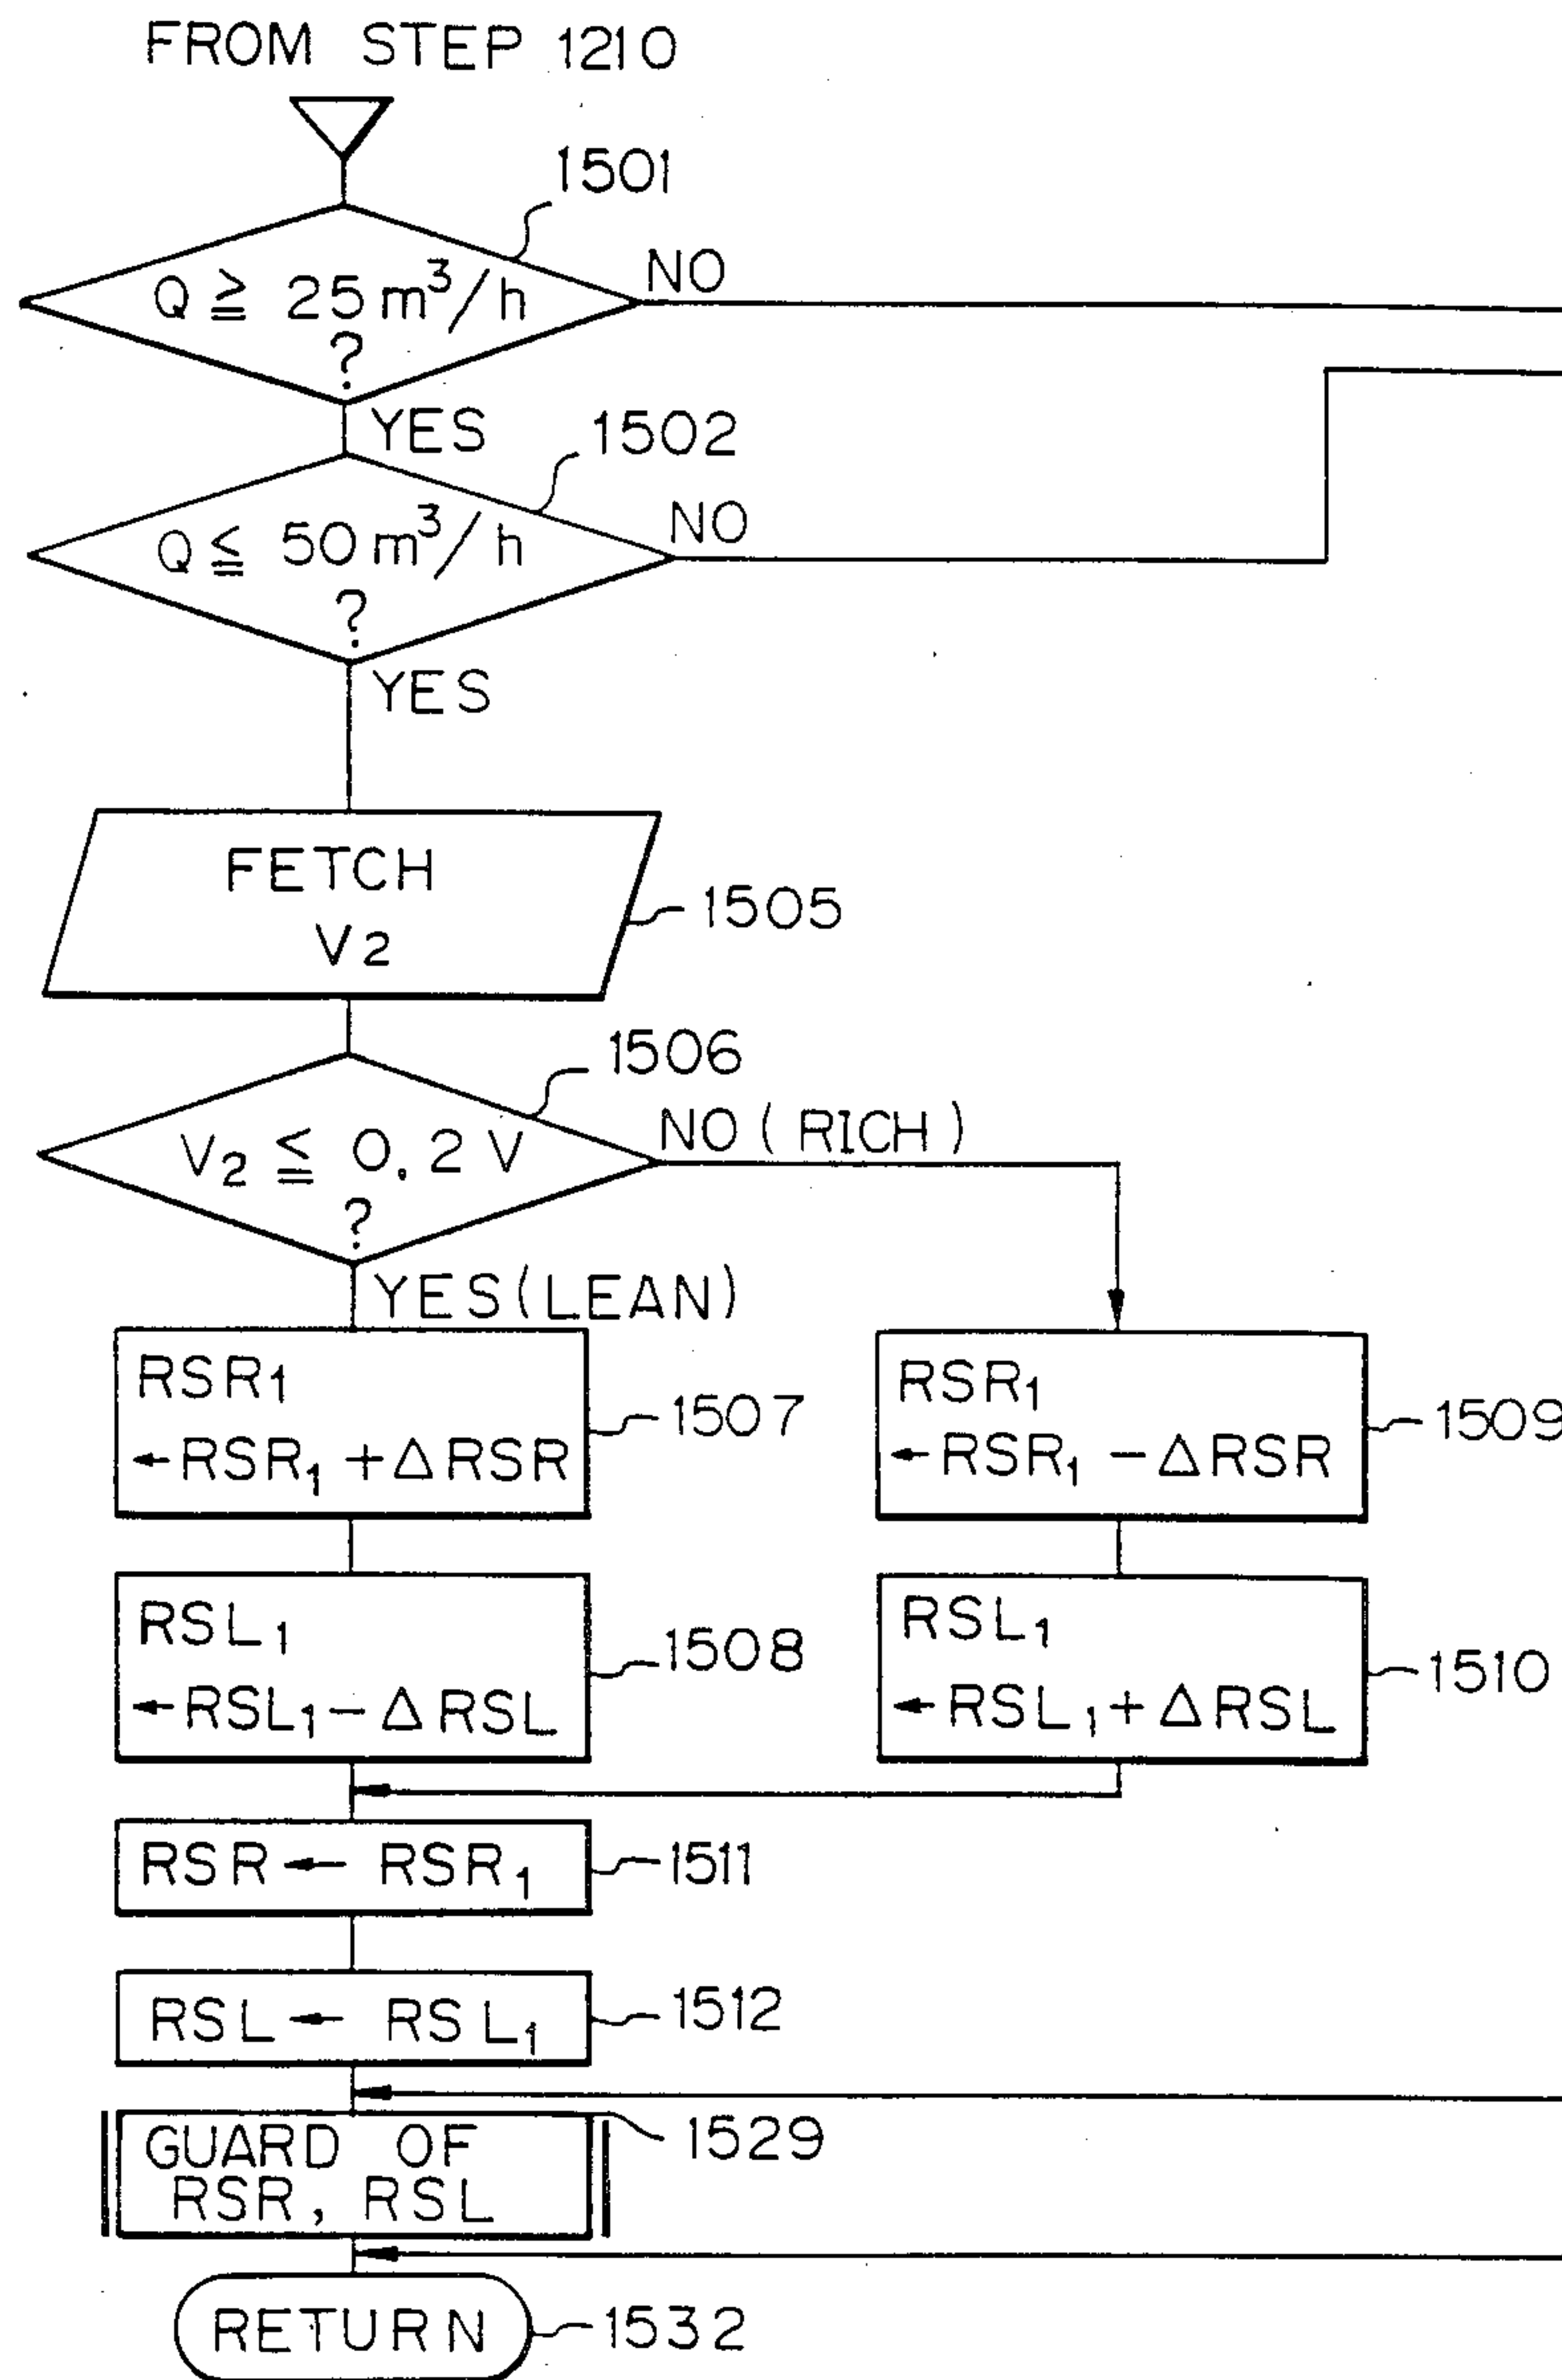 FROM STEP 1210
1501
Q ≧ 25 m³/h
?
NO
YES
1502
Q ≦ 50 m³/h
?
NO
YES
FETCH
V2
1505
1506
V2 ≦ 0,2 V
?
NO (RICH)
YES (LEAN)
RSR1
←RSR1 + ΔRSR
1507
RSR1
←RSR1 − ΔRSR
1509
RSL1
←RSL1 − ΔRSL
1508
RSL1
←RSL1 + ΔRSL
1510
RSR ← RSR1
1511
RSL ← RSL1
1512
GUARD OF
RSR, RSL
1529
RETURN
1532